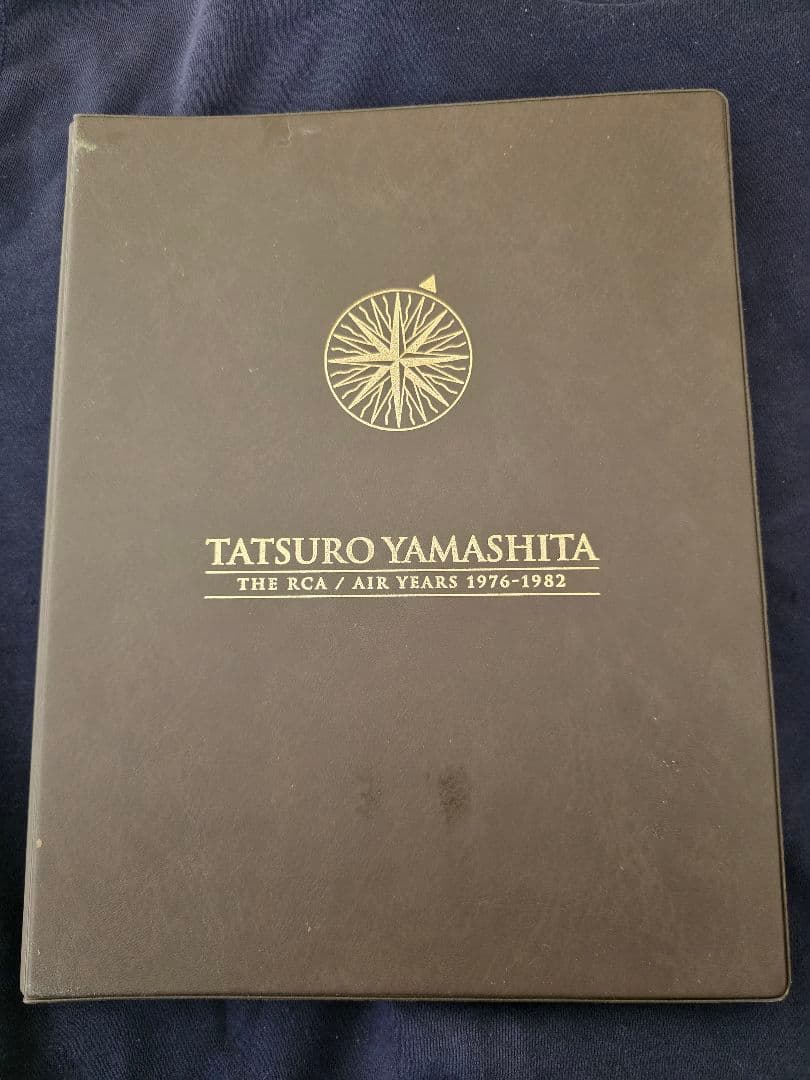 TATSURO YAMASHITA
THE RCA / AIR YEARS 1976-1982